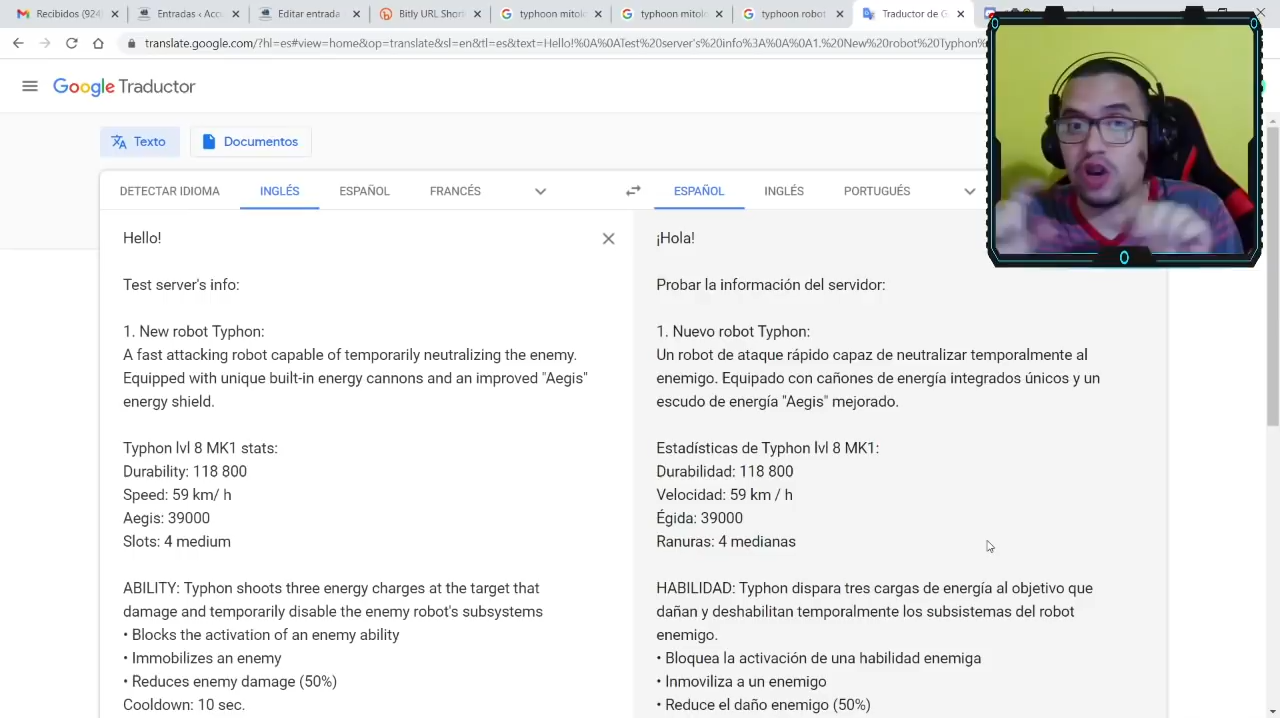 Recibidos (924)
Entradas ‹ Acc
Entradas ‹
Bitly URL Shor
typhoon mitolo
typhoon mitolo
typhoon robot
Traductor de G
translate.google.com/?hl=es#view=home&op=translate&sl=en&tl=es&text=Hello!%0A%0ATest%20server's%20info%3A%0A%0A1.%20New%20robot%20Typhon%
Google Traductor
Texto
Documentos
DETECTAR IDIOMA
INGLÉS
ESPAÑOL
FRANCÉS
ESPAÑOL
INGLÉS
PORTUGUÉS
Hello!
Test server's info:
1. New robot Typhon:
A fast attacking robot capable of temporarily neutralizing the enemy.
Equipped with unique built-in energy cannons and an improved "Aegis"
energy shield.
Typhon lvl 8 MK1 stats:
Durability: 118 800
Speed: 59 km/ h
Aegis: 39000
Slots: 4 medium
ABILITY: Typhon shoots three energy charges at the target that
damage and temporarily disable the enemy robot's subsystems
• Blocks the activation of an enemy ability
• Immobilizes an enemy
• Reduces enemy damage (50%)
Cooldown: 10 sec.
¡Hola!
Probar la información del servidor:
1. Nuevo robot Typhon:
Un robot de ataque rápido capaz de neutralizar temporalmente al
enemigo. Equipado con cañones de energía integrados únicos y un
escudo de energía "Aegis" mejorado.
Estadísticas de Typhon lvl 8 MK1:
Durabilidad: 118 800
Velocidad: 59 km / h
Égida: 39000
Ranuras: 4 medianas
HABILIDAD: Typhon dispara tres cargas de energía al objetivo que
dañan y deshabilitan temporalmente los subsistemas del robot
enemigo.
• Bloquea la activación de una habilidad enemiga
• Inmoviliza a un enemigo
• Reduce el daño enemigo (50%)